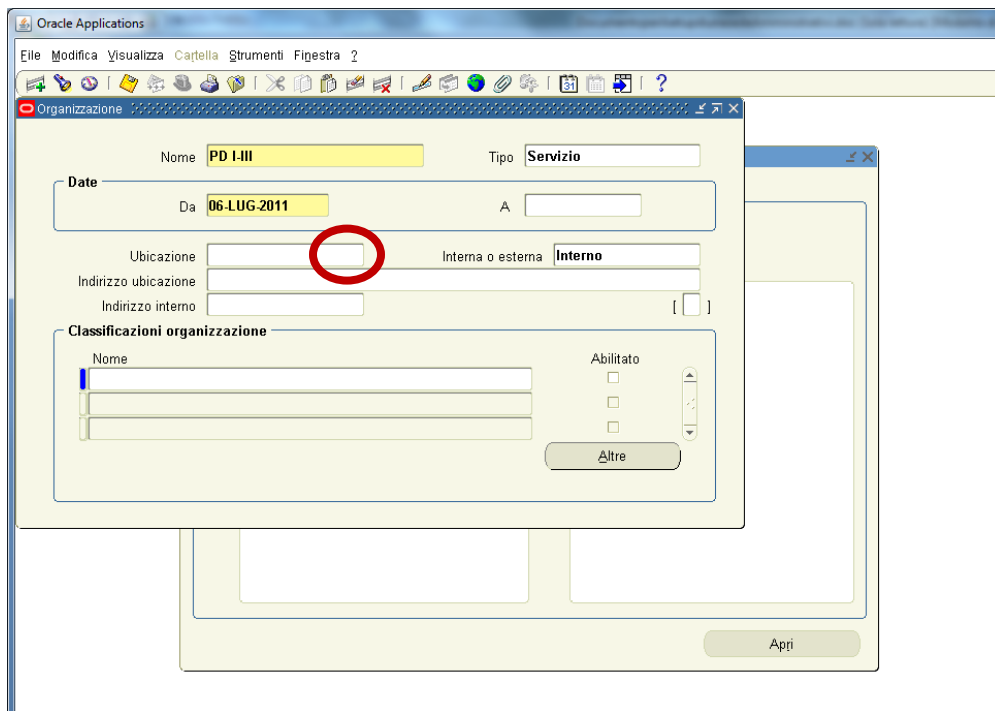 Oracle Applications
File Modifica Visualizza Cartella Strumenti Finestra ?
31 ?
Organizzazione
Nome PD I-III Tipo Servizio
Date
Da 06-LUG-2011 A
Ubicazione Interna o esterna Interno
Indirizzo ubicazione
Indirizzo interno [ ]
Classificazioni organizzazione
Nome Abilitato
Altre
Apri